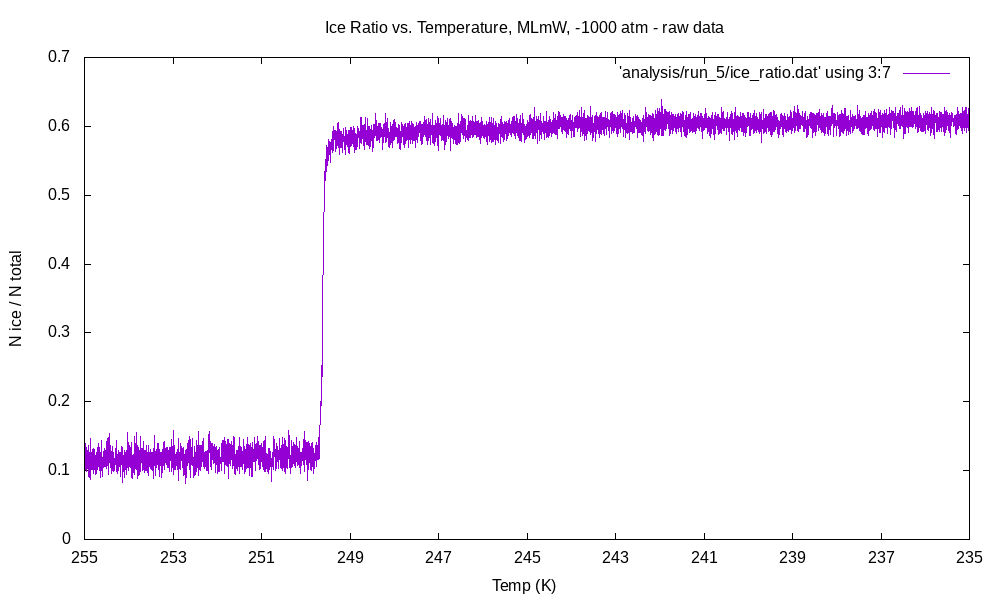 Ice Ratio vs. Temperature, MLmW, -1000 atm - raw data
'analysis/run_5/ice_ratio.dat' using 3:7
0.7
0.6
0.5
0.4
0.3
0.2
0.1
0
N ice / N total
255 253 251 249 247 245 243 241 239 237 235
Temp (K)